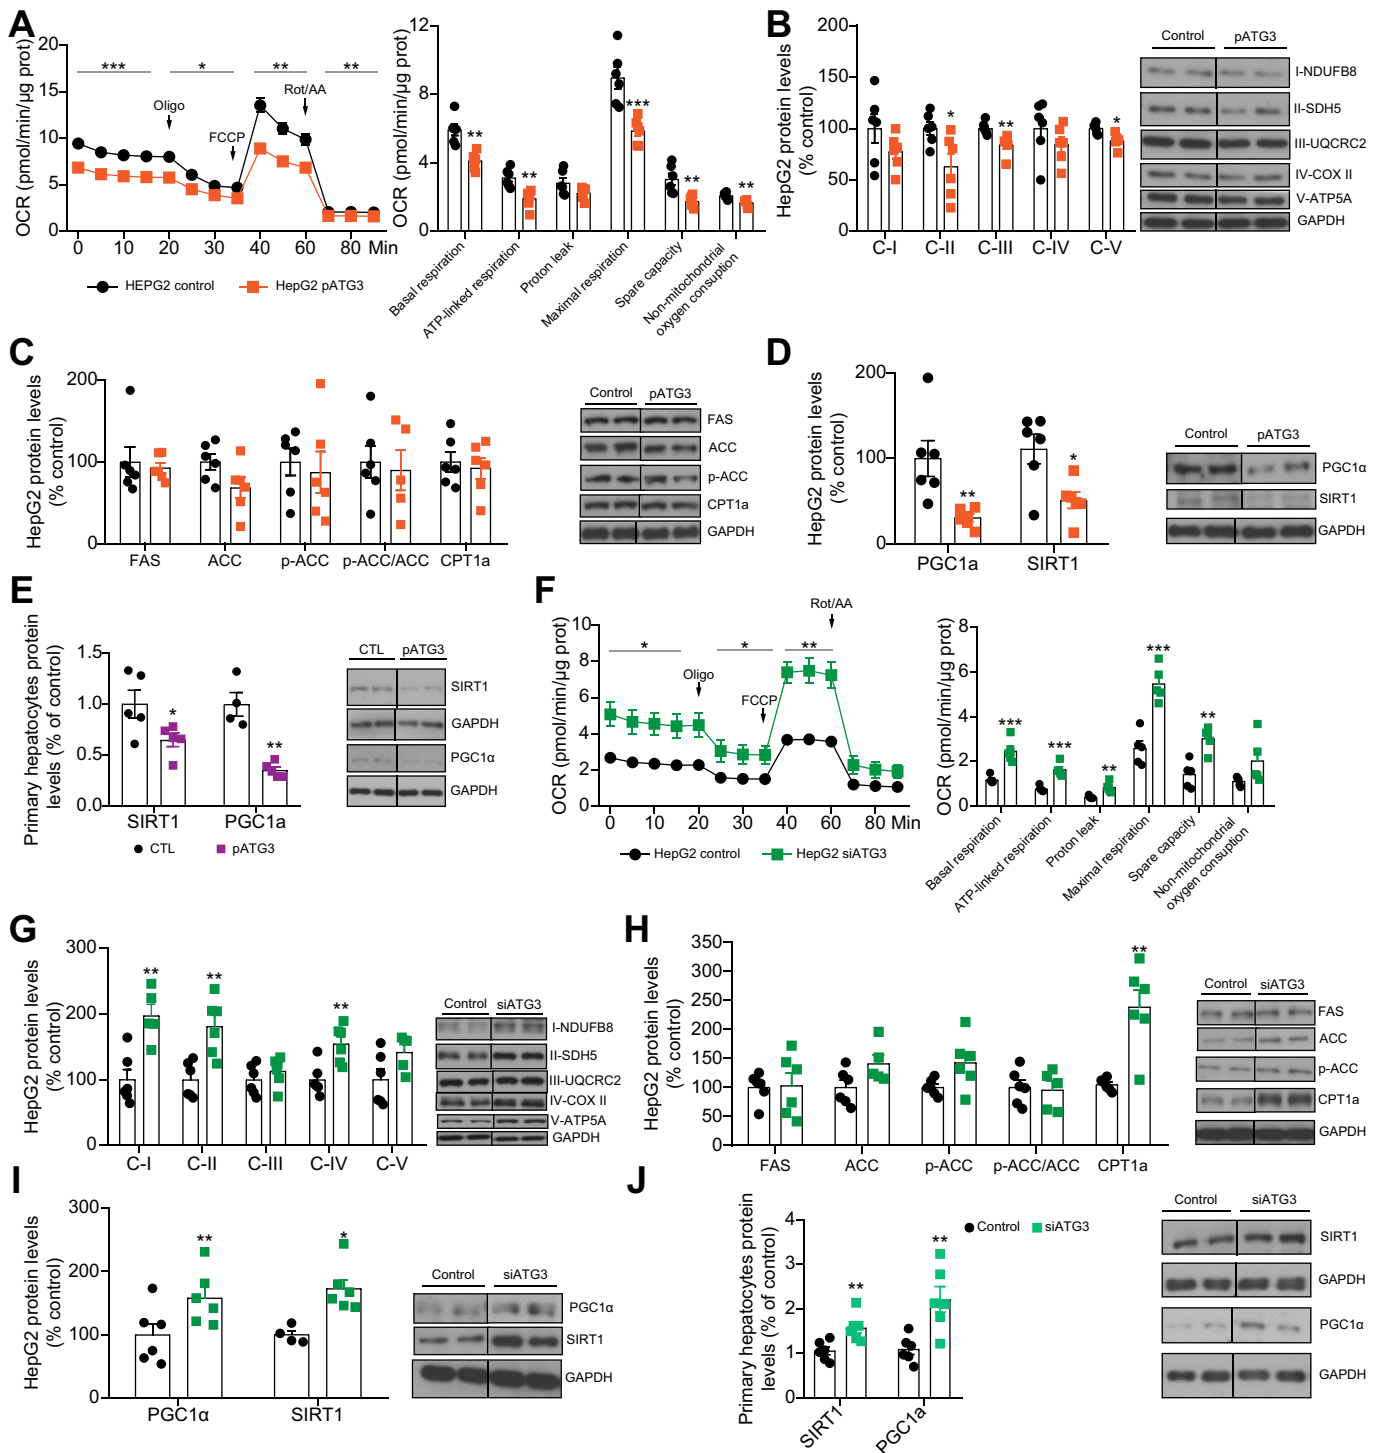 A
OCR (pmol/min/µg prot)
20
15
10
5
0
***
*
**
**
Oligo
FCCP
Rot/AA
0 10 20 30 40 60 80 Min
HEPG2 control
HepG2 pATG3
OCR (pmol/min/µg prot)
12
8
4
0
**
**
***
**
**
Basal respiration
ATP-linked respiration
Proton leak
Maximal respiration
Spare capacity
Non-mitochondrial
oxygen consuption
B
HepG2 protein levels
(% control)
200
150
100
50
0
*
**
*
C-I C-II C-III C-IV C-V
Control pATG3
I-NDUFB8
II-SDH5
III-UQCRC2
IV-COX II
V-ATP5A
GAPDH
C
HepG2 protein levels
(% control)
200
100
0
FAS ACC p-ACC p-ACC/ACC CPT1a
Control pATG3
FAS
ACC
p-ACC
CPT1a
GAPDH
D
HepG2 protein levels
(% control)
200
100
50
0
**
*
PGC1a SIRT1
Control pATG3
PGC1α
SIRT1
GAPDH
E
Primary hepatocytes protein
levels (% of control)
1.5
1.0
0.5
0.0
*
**
SIRT1 PGC1a
CTL pATG3
CTL pATG3
SIRT1
GAPDH
PGC1α
GAPDH
F
OCR (pmol/min/µg prot)
10
8
6
4
2
0
*
*
**
Oligo
FCCP
Rot/AA
0 10 20 30 40 60 80 Min
HepG2 control
HepG2 siATG3
OCR (pmol/min/µg prot)
8
6
4
2
0
***
***
**
***
**
Basal respiration
ATP-linked respiration
Proton leak
Maximal respiration
Spare capacity
Non-mitochondrial
oxygen consuption
G
HepG2 protein levels
(% control)
300
200
100
0
**
**
**
C-I C-II C-III C-IV C-V
Control siATG3
I-NDUFB8
II-SDH5
III-UQCRC2
IV-COX II
V-ATP5A
GAPDH
H
HepG2 protein levels
(% control)
350
300
250
200
150
100
50
0
**
FAS ACC p-ACC p-ACC/ACC CPT1a
Control siATG3
FAS
ACC
p-ACC
CPT1a
GAPDH
I
HepG2 protein levels
(% control)
300
200
100
0
**
*
PGC1α SIRT1
Control siATG3
PGC1α
SIRT1
GAPDH
J
Primary hepatocytes protein
levels (% of control)
4
3
2
1
0
**
**
SIRT1 PGC1a
Control siATG3
Control siATG3
SIRT1
GAPDH
PGC1α
GAPDH